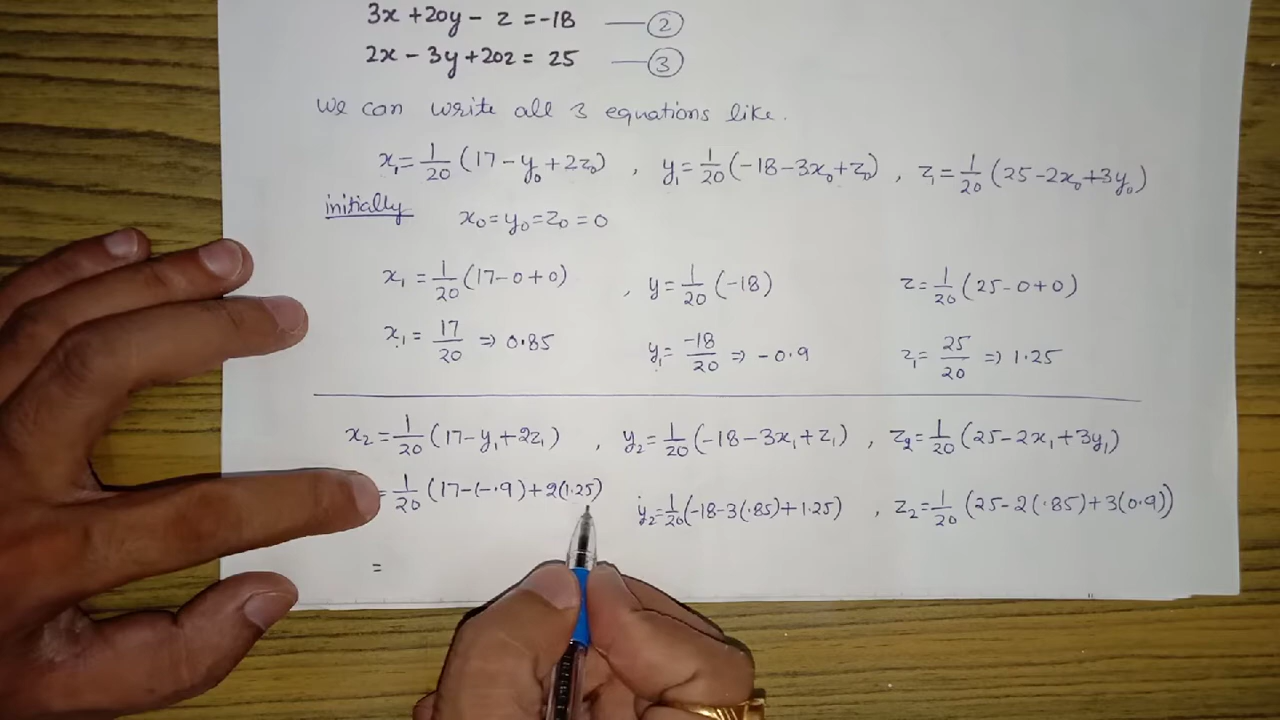 3x + 20y - z = -18 —— ②
2x - 3y + 20z = 25 —— ③
We can write all 3 equations like.
x₁ = 1/20 (17 - y₀ + 2z₀) , y₁ = 1/20 (-18 - 3x₀ + z₀) , z₁ = 1/20 (25 - 2x₀ + 3y₀)
initially x₀ = y₀ = z₀ = 0
x₁ = 1/20 (17 - 0 + 0) , y = 1/20 (-18) z = 1/20 (25 - 0 + 0)
x₁ = 17/20 ⇒ 0.85 y₁ = -18/20 ⇒ -0.9 z₁ = 25/20 ⇒ 1.25
x₂ = 1/20 (17 - y₁ + 2z₁) , y₂ = 1/20 (-18 - 3x₁ + z₁) , z₂ = 1/20 (25 - 2x₁ + 3y₁)
= 1/20 (17 - (-.9) + 2(1.25) y₂ = 1/20 (-18 - 3(.85) + 1.25) , z₂ = 1/20 (25 - 2(.85) + 3(0.9))
=